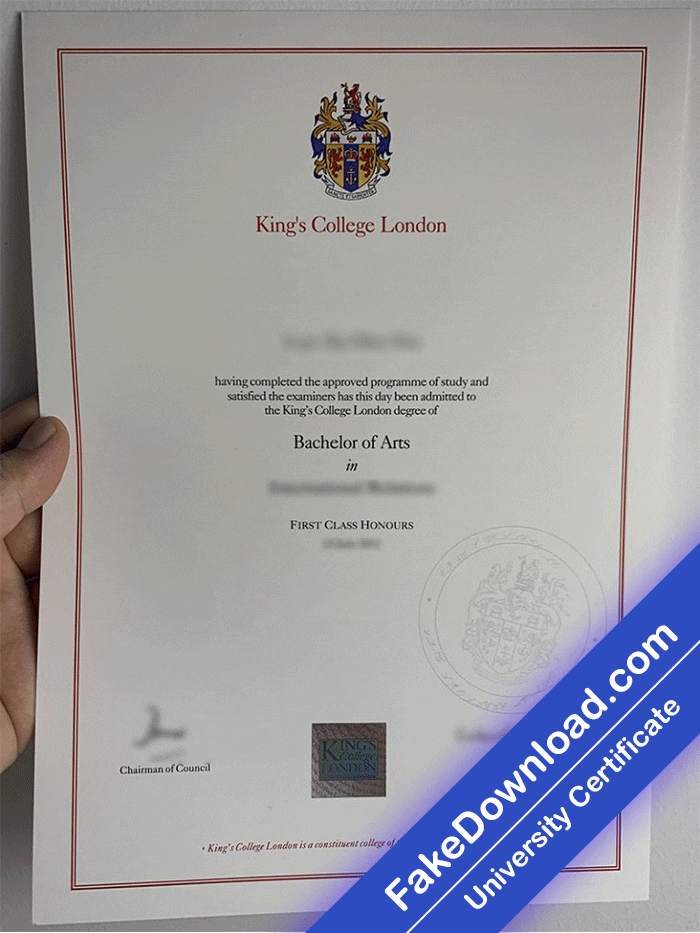 King's College London
having completed the approved programme of study and
satisfied the examiners has this day been admitted to
the King's College London degree of
Bachelor of Arts
in
FIRST CLASS HONOURS
Chairman of Council
KING'S
College
LONDON
• King's College London is a constituent college of
FakeDownload.com
University Certificate